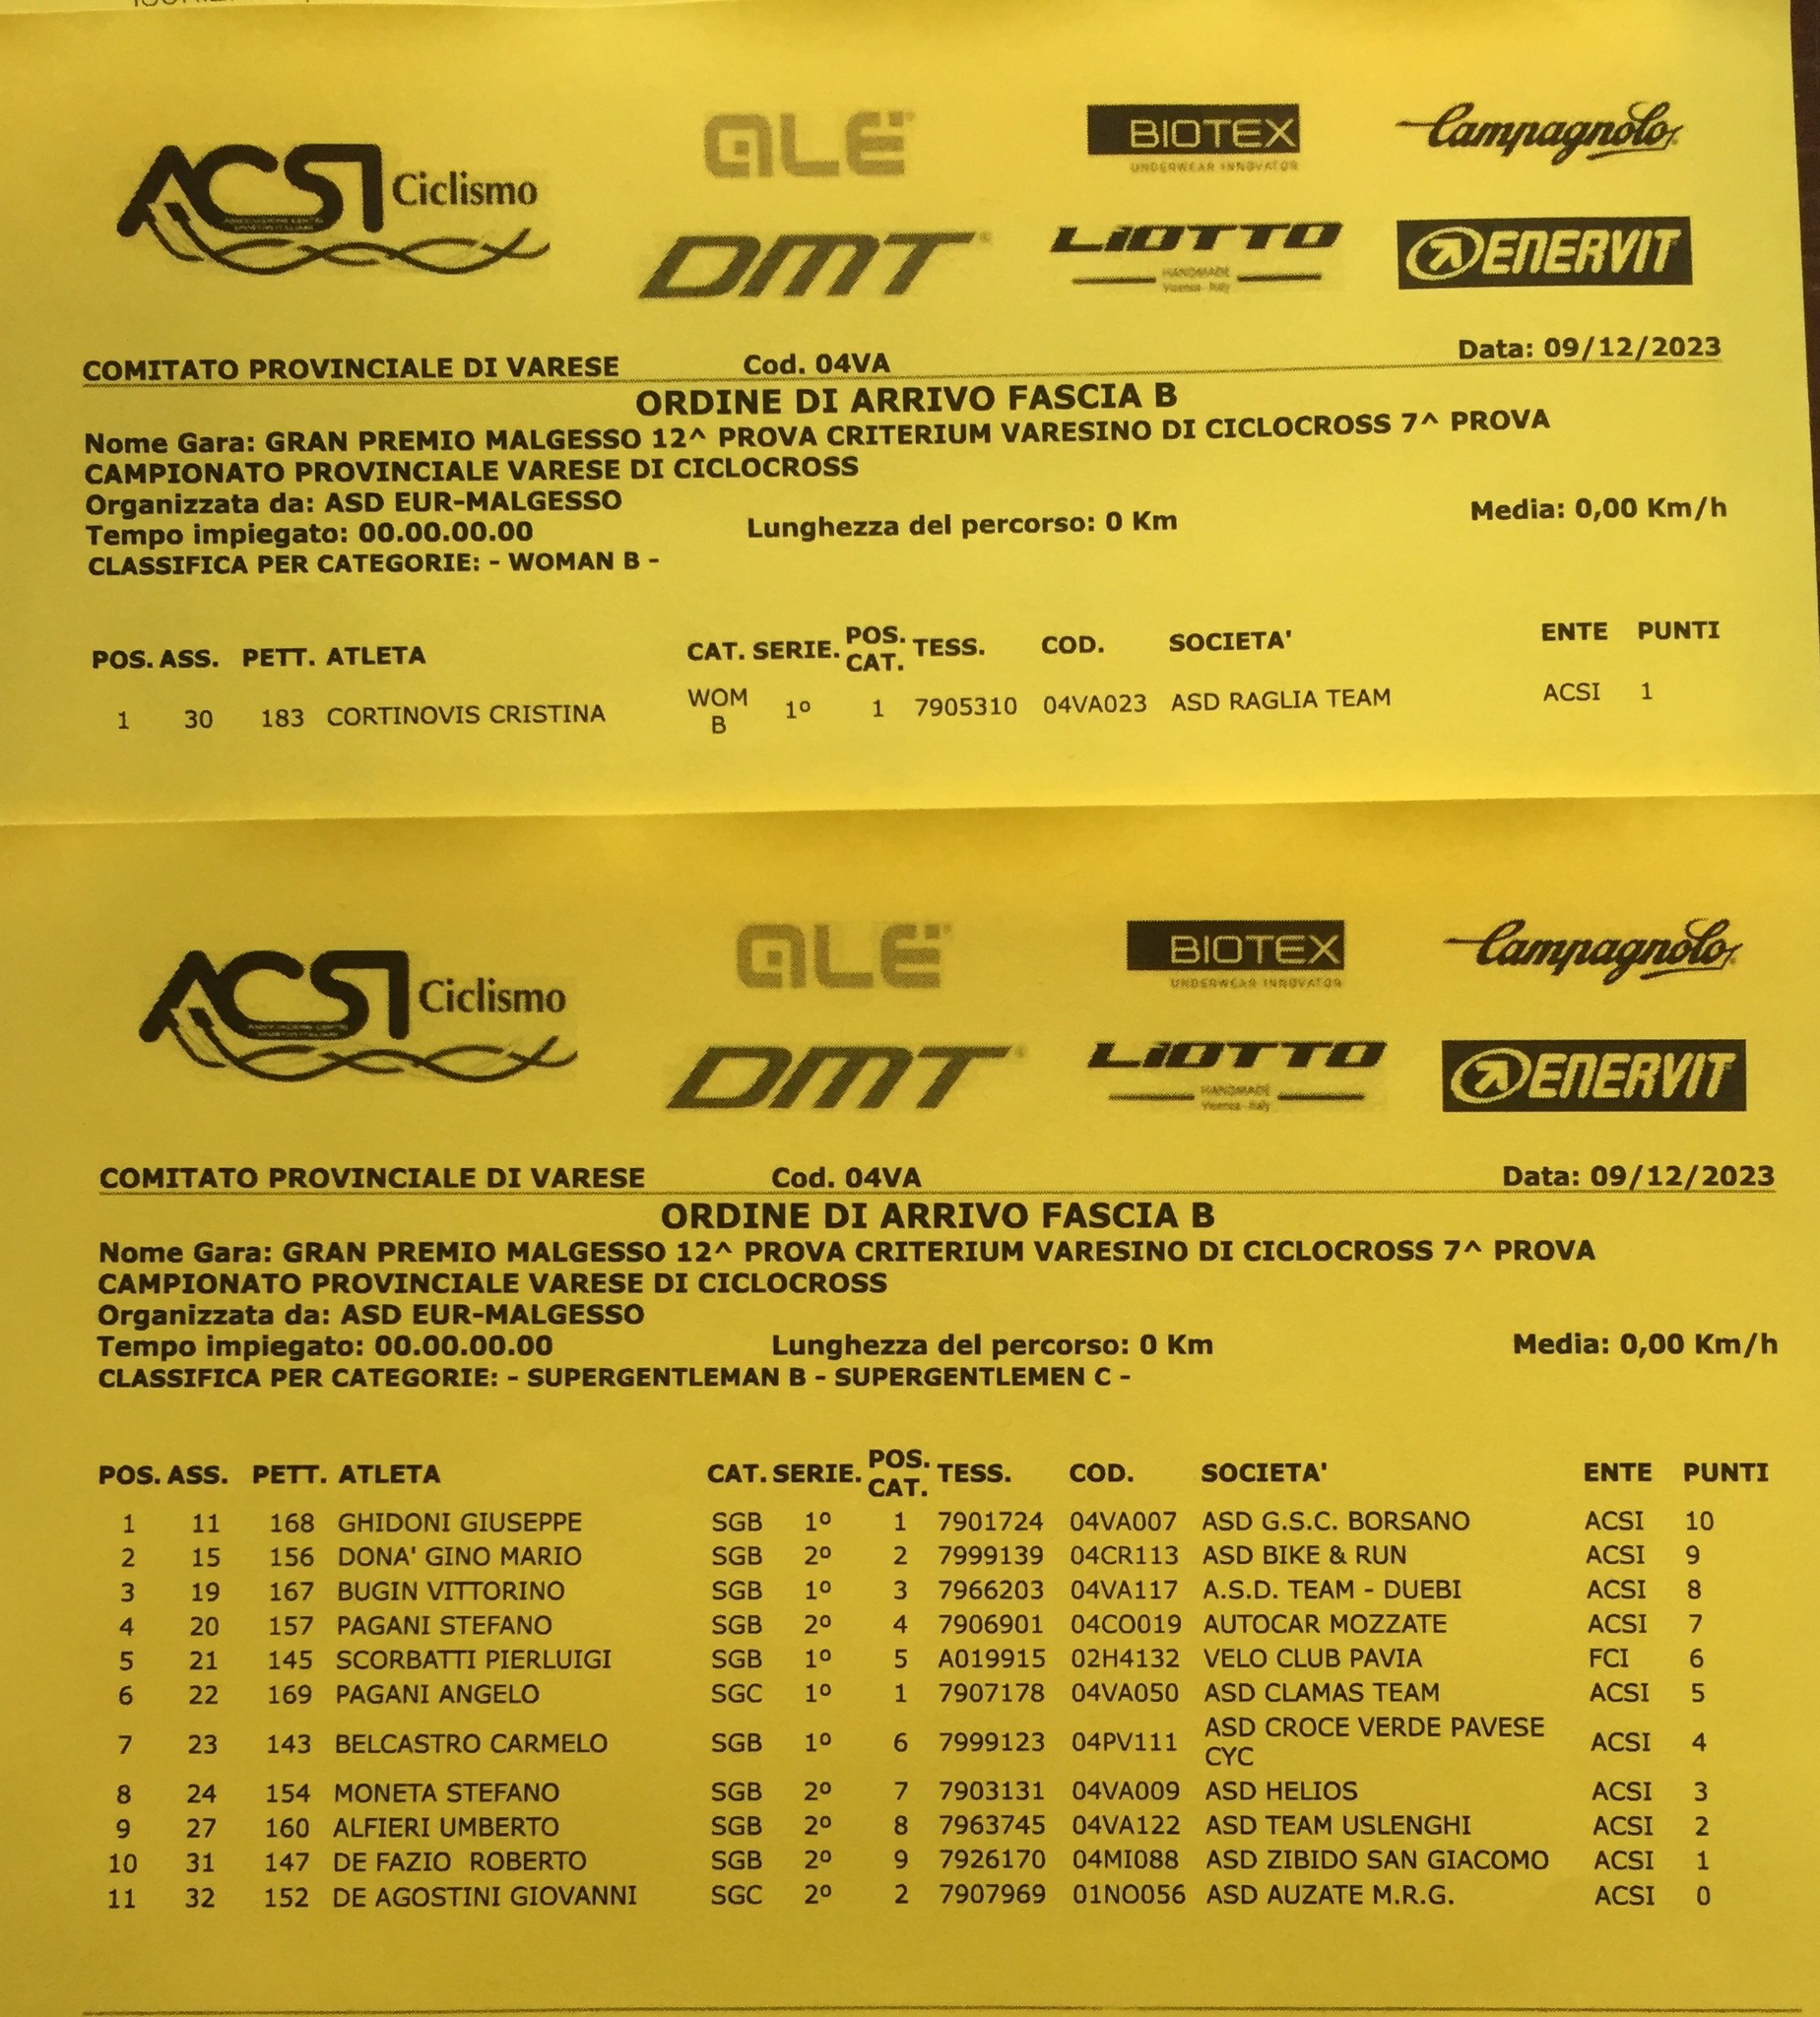 ACSI Ciclismo
ALÉ
BIOTEX
UNDERWEAR INNOVATOR
Campagnolo
DMT
LIOTTO
HANDMADE
Vicenza - Italy
ENERVIT
COMITATO PROVINCIALE DI VARESE Cod. 04VA Data: 09/12/2023
ORDINE DI ARRIVO FASCIA B
Nome Gara: GRAN PREMIO MALGESSO 12^ PROVA CRITERIUM VARESINO DI CICLOCROSS 7^ PROVA
CAMPIONATO PROVINCIALE VARESE DI CICLOCROSS
Organizzata da: ASD EUR-MALGESSO
Tempo impiegato: 00.00.00.00 Lunghezza del percorso: 0 Km Media: 0,00 Km/h
CLASSIFICA PER CATEGORIE: - WOMAN B -
POS. ASS. PETT. ATLETA CAT. SERIE. POS. CAT. TESS. COD. SOCIETA' ENTE PUNTI
1 30 183 CORTINOVIS CRISTINA WOM B 1º 1 7905310 04VA023 ASD RAGLIA TEAM ACSI 1
ACSI Ciclismo
ALÉ
BIOTEX
UNDERWEAR INNOVATOR
Campagnolo
DMT
LIOTTO
HANDMADE
Vicenza - Italy
ENERVIT
COMITATO PROVINCIALE DI VARESE Cod. 04VA Data: 09/12/2023
ORDINE DI ARRIVO FASCIA B
Nome Gara: GRAN PREMIO MALGESSO 12^ PROVA CRITERIUM VARESINO DI CICLOCROSS 7^ PROVA
CAMPIONATO PROVINCIALE VARESE DI CICLOCROSS
Organizzata da: ASD EUR-MALGESSO
Tempo impiegato: 00.00.00.00 Lunghezza del percorso: 0 Km Media: 0,00 Km/h
CLASSIFICA PER CATEGORIE: - SUPERGENTLEMAN B - SUPERGENTLEMEN C -
POS. ASS. PETT. ATLETA CAT. SERIE. POS. CAT. TESS. COD. SOCIETA' ENTE PUNTI
1 11 168 GHIDONI GIUSEPPE SGB 1º 1 7901724 04VA007 ASD G.S.C. BORSANO ACSI 10
2 15 156 DONA' GINO MARIO SGB 2º 2 7999139 04CR113 ASD BIKE & RUN ACSI 9
3 19 167 BUGIN VITTORINO SGB 1º 3 7966203 04VA117 A.S.D. TEAM - DUEBI ACSI 8
4 20 157 PAGANI STEFANO SGB 2º 4 7906901 04CO019 AUTOCAR MOZZATE ACSI 7
5 21 145 SCORBATTI PIERLUIGI SGB 1º 5 A019915 02H4132 VELO CLUB PAVIA FCI 6
6 22 169 PAGANI ANGELO SGC 1º 1 7907178 04VA050 ASD CLAMAS TEAM ACSI 5
7 23 143 BELCASTRO CARMELO SGB 1º 6 7999123 04PV111 ASD CROCE VERDE PAVESE CYC ACSI 4
8 24 154 MONETA STEFANO SGB 2º 7 7903131 04VA009 ASD HELIOS ACSI 3
9 27 160 ALFIERI UMBERTO SGB 2º 8 7963745 04VA122 ASD TEAM USLENGHI ACSI 2
10 31 147 DE FAZIO ROBERTO SGB 2º 9 7926170 04MI088 ASD ZIBIDO SAN GIACOMO ACSI 1
11 32 152 DE AGOSTINI GIOVANNI SGC 2º 2 7907969 01NO056 ASD AUZATE M.R.G. ACSI 0